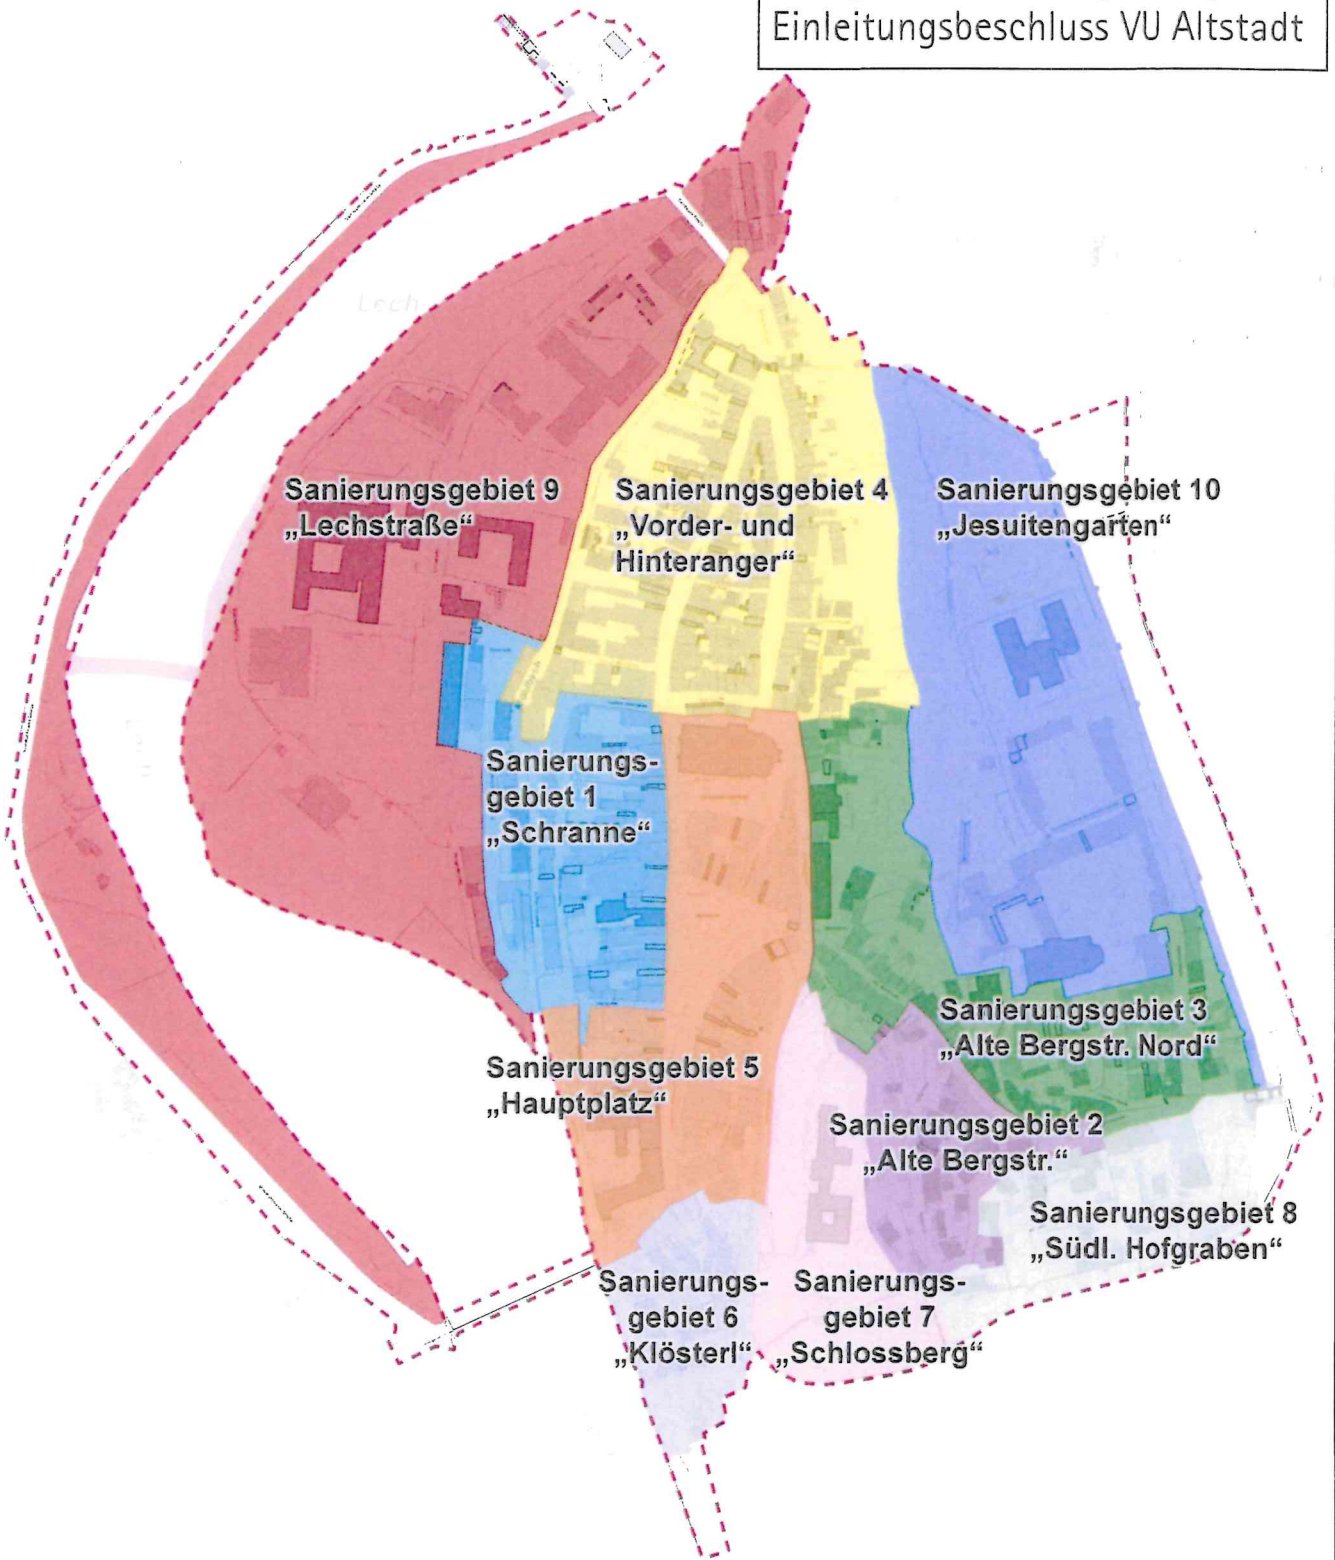 Einleitungsbeschluss VU Altstadt
Lech
Sanierungsgebiet 9
„Lechstraße“
Sanierungsgebiet 4
„Vorder- und
Hinteranger“
Sanierungsgebiet 10
„Jesuitengarten“
Sanierungs-
gebiet 1
„Schranne“
Sanierungsgebiet 3
„Alte Bergstr. Nord“
Sanierungsgebiet 5
„Hauptplatz“
Sanierungsgebiet 2
„Alte Bergstr.“
Sanierungsgebiet 8
„Südl. Hofgraben“
Sanierungs-
gebiet 6
„Klösterl“
Sanierungs-
gebiet 7
„Schlossberg“